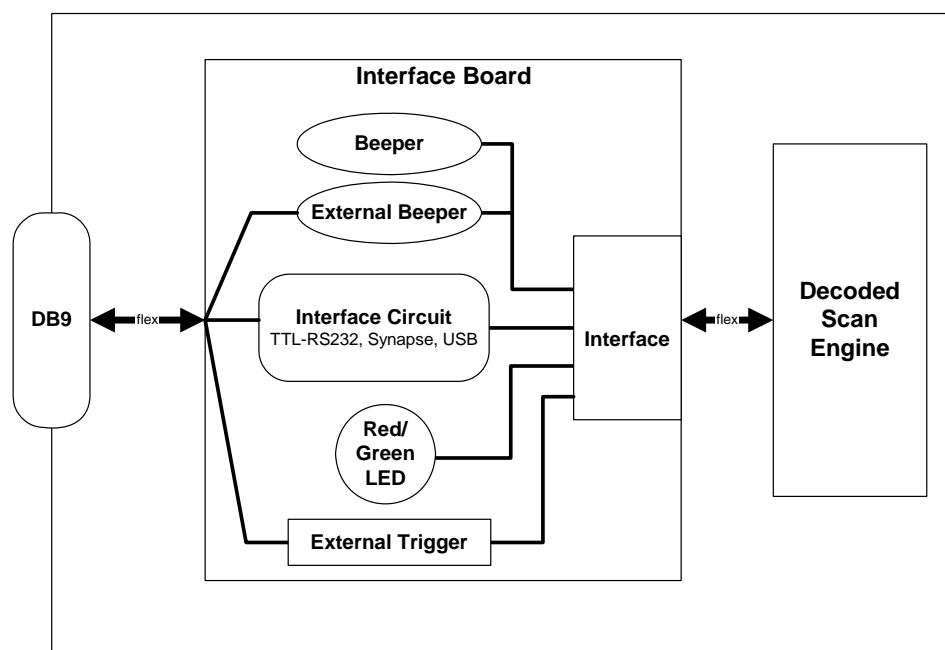 Interface Board
Beeper
External Beeper
DB9
flex
Interface Circuit
TTL-RS232, Synapse, USB
Interface
flex
Decoded
Scan
Engine
Red/
Green
LED
External Trigger